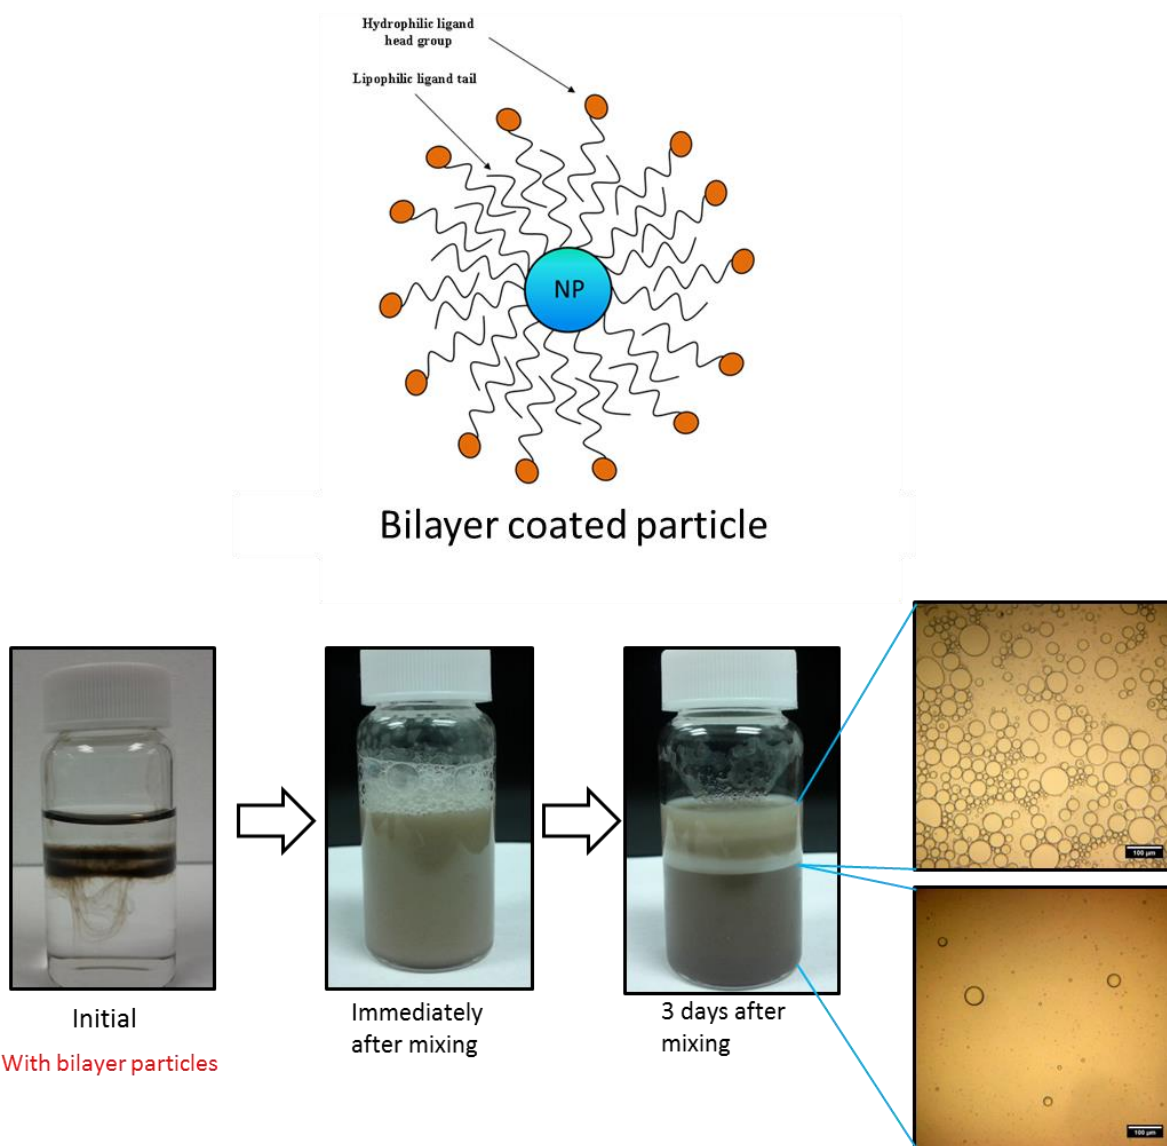 Hydrophilic ligand
head group
Lipophilic ligand tail
NP
Bilayer coated particle
Initial
With bilayer particles
Immediately
after mixing
3 days after
mixing
100 µm
100 µm